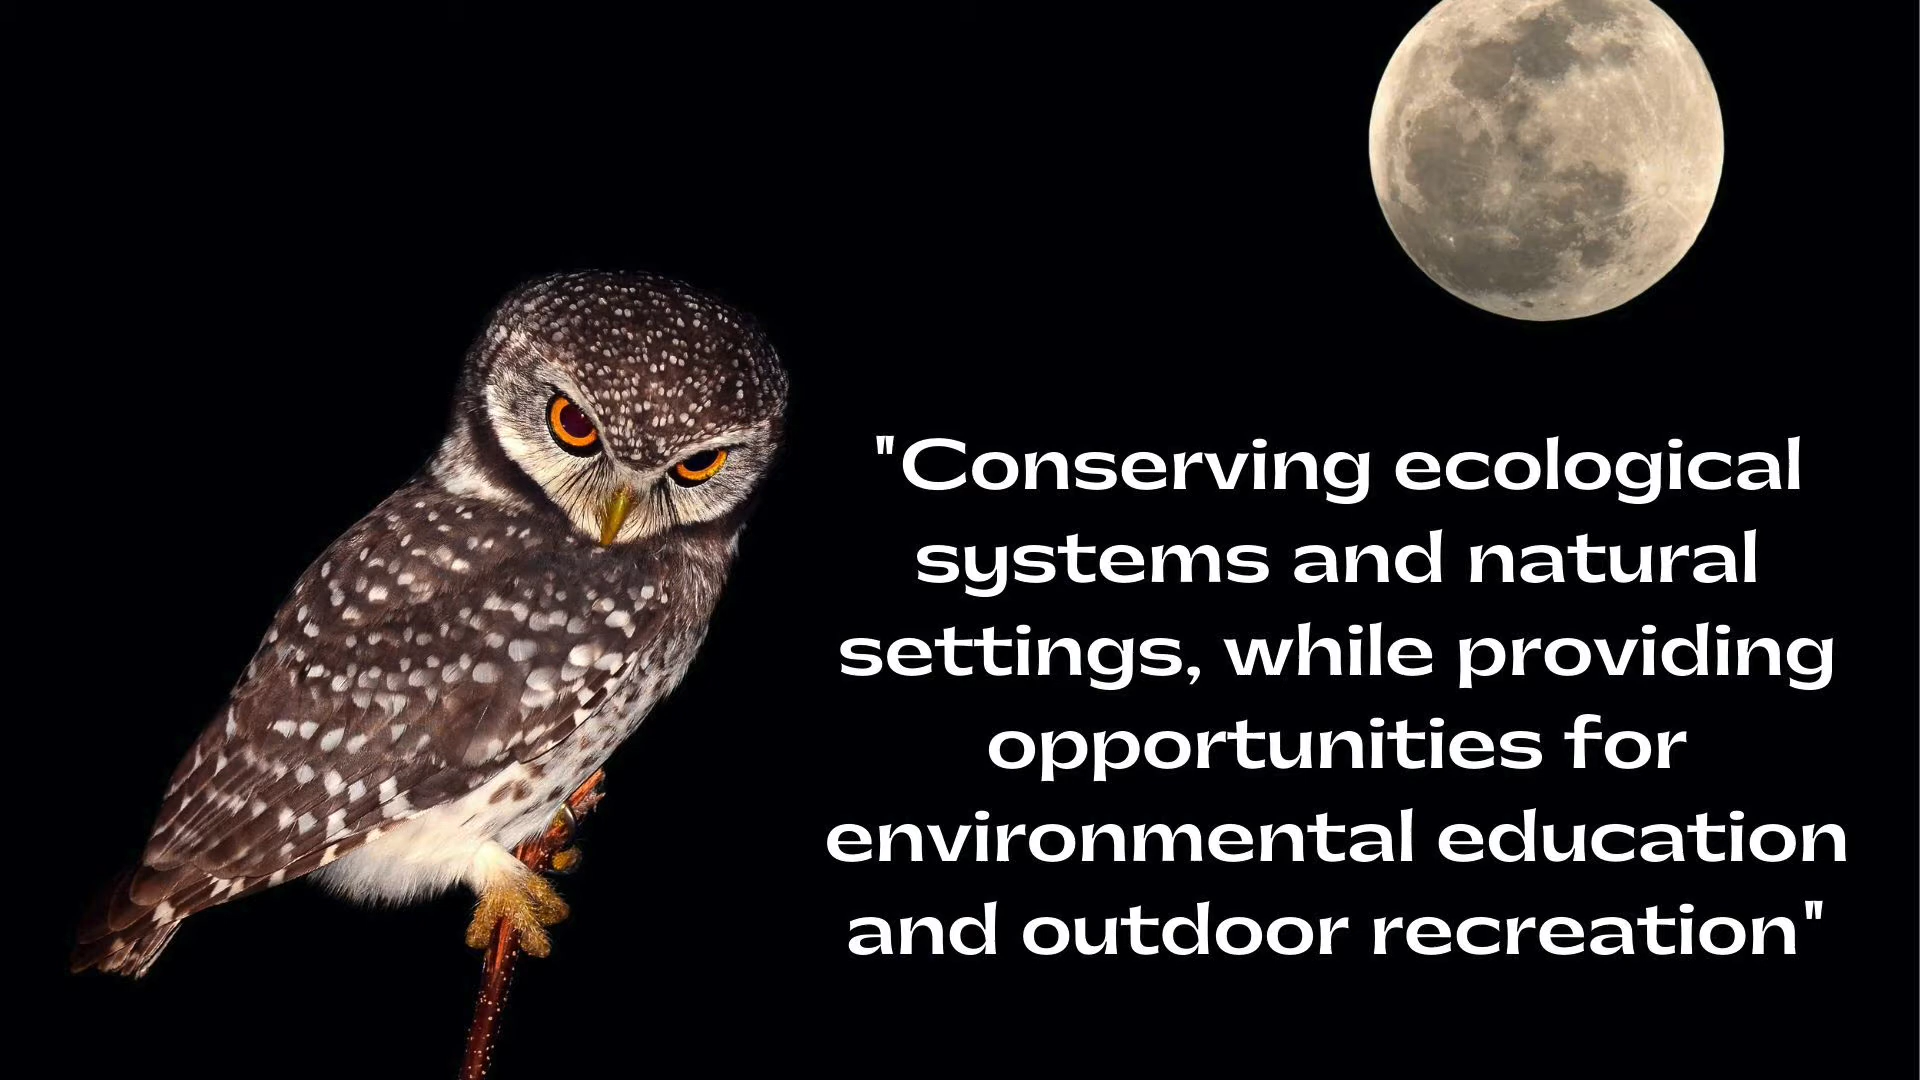 "Conserving ecological
systems and natural
settings, while providing
opportunities for
environmental education
and outdoor recreation"